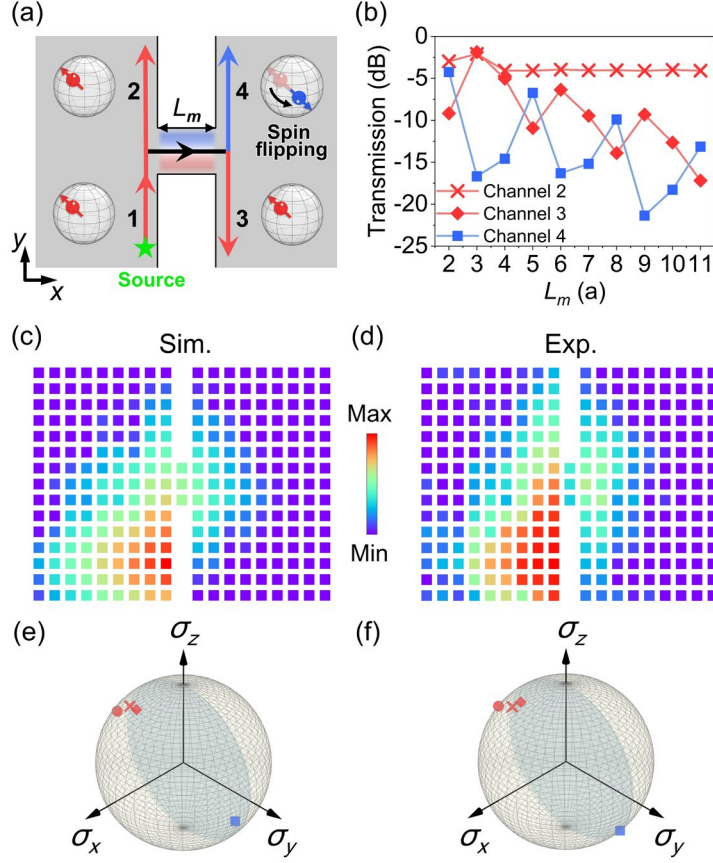 (a)
2
4
L_m
Spin
flipping
1
3
y
x
Source
(b)
Transmission (dB)
0
-5
-10
-15
-20
-25
Channel 2
Channel 3
Channel 4
2 3 4 5 6 7 8 9 10 11
L_m (a)
(c)
Sim.
Max
Min
(d)
Exp.
(e)
σ_z
σ_x
σ_y
(f)
σ_z
σ_x
σ_y